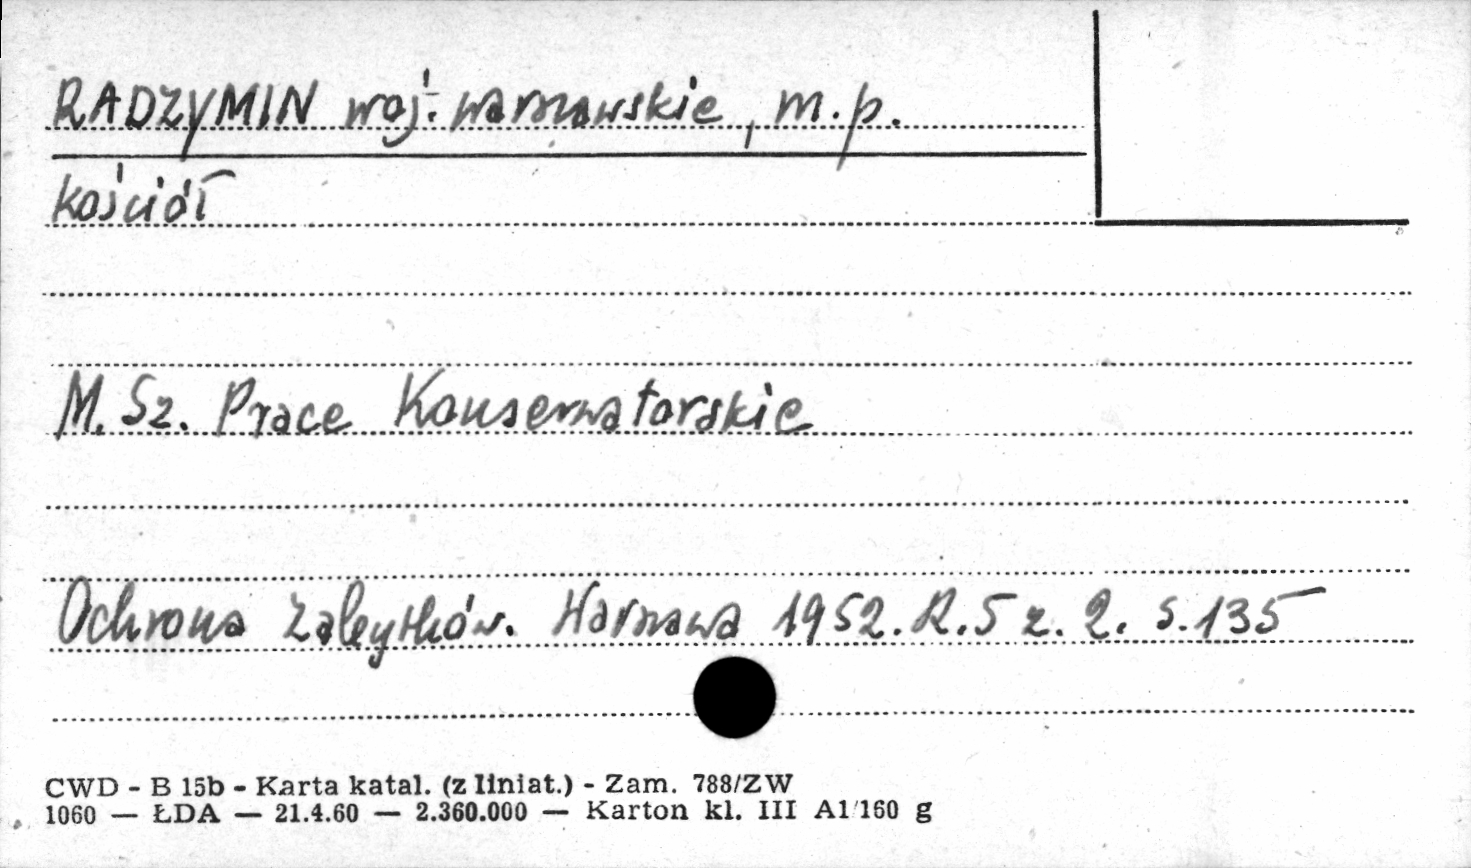 RADZYMIN woj. warszawskie, m.p.
kościół
M. Sz. Prace Konserwatorskie
Ochrona Zabytków. Warszawa 1952. R.5 z. 2. s.135
CWD - B 15b - Karta katal. (z liniat.) - Zam. 788/ZW
1060 — ŁDA — 21.4.60 — 2.360.000 — Karton kl. III A1/160 g